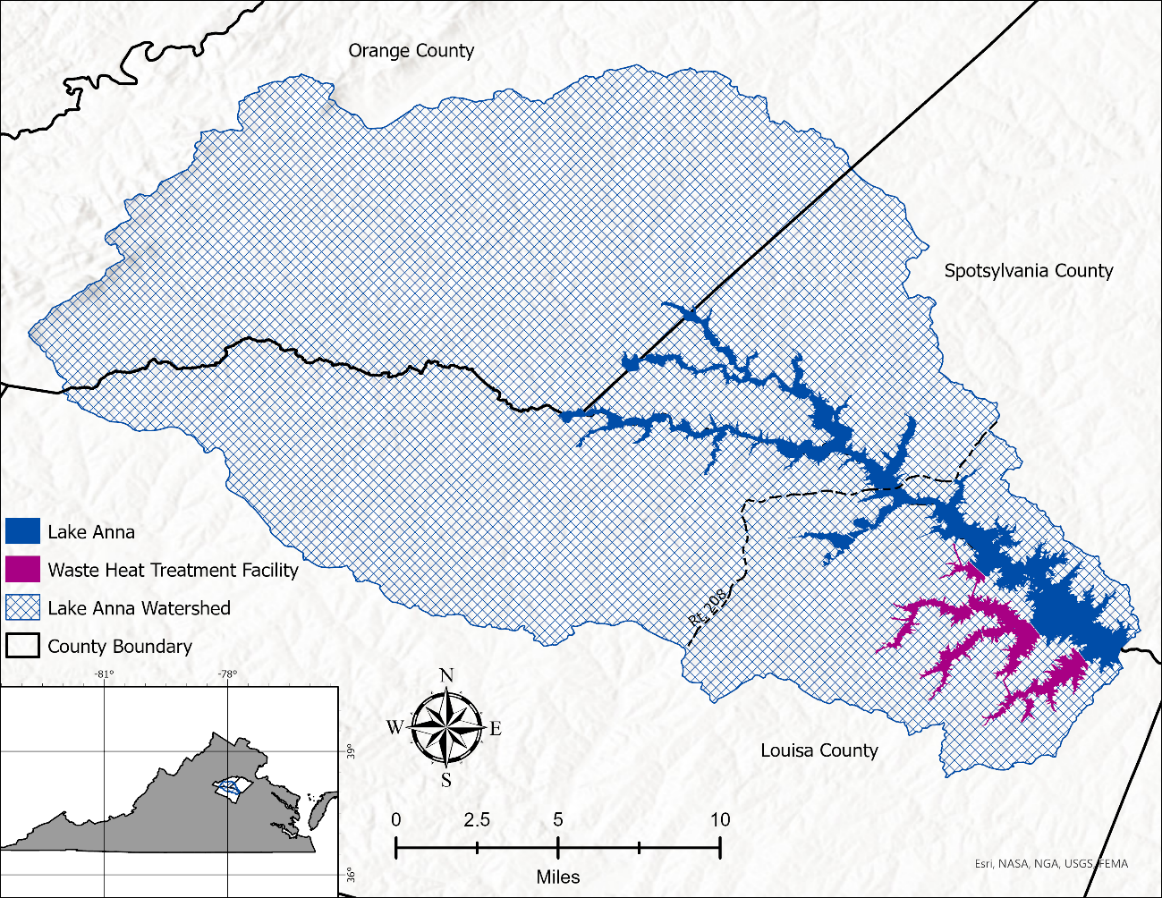 Orange County
Spotsylvania County
Lake Anna
Waste Heat Treatment Facility
Lake Anna Watershed
County Boundary
Rt. 208
-81°
-78°
39°
36°
N
W
E
S
Louisa County
0
2.5
5
10
Miles
Esri, NASA, NGA, USGS, FEMA